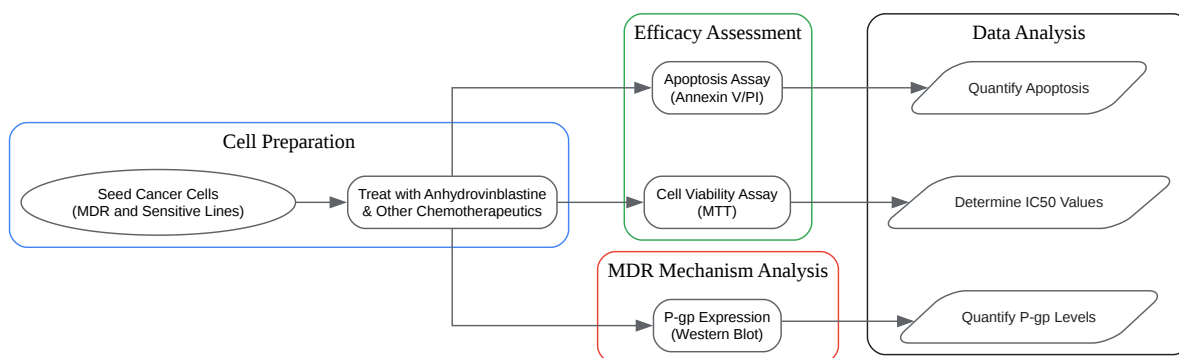 Efficacy Assessment
Data Analysis
Apoptosis Assay
(Annexin V/PI)
Quantify Apoptosis
Cell Preparation
Seed Cancer Cells
(MDR and Sensitive Lines)
Treat with Anhydrovinblastine
& Other Chemotherapeutics
Cell Viability Assay
(MTT)
Determine IC50 Values
MDR Mechanism Analysis
P-gp Expression
(Western Blot)
Quantify P-gp Levels